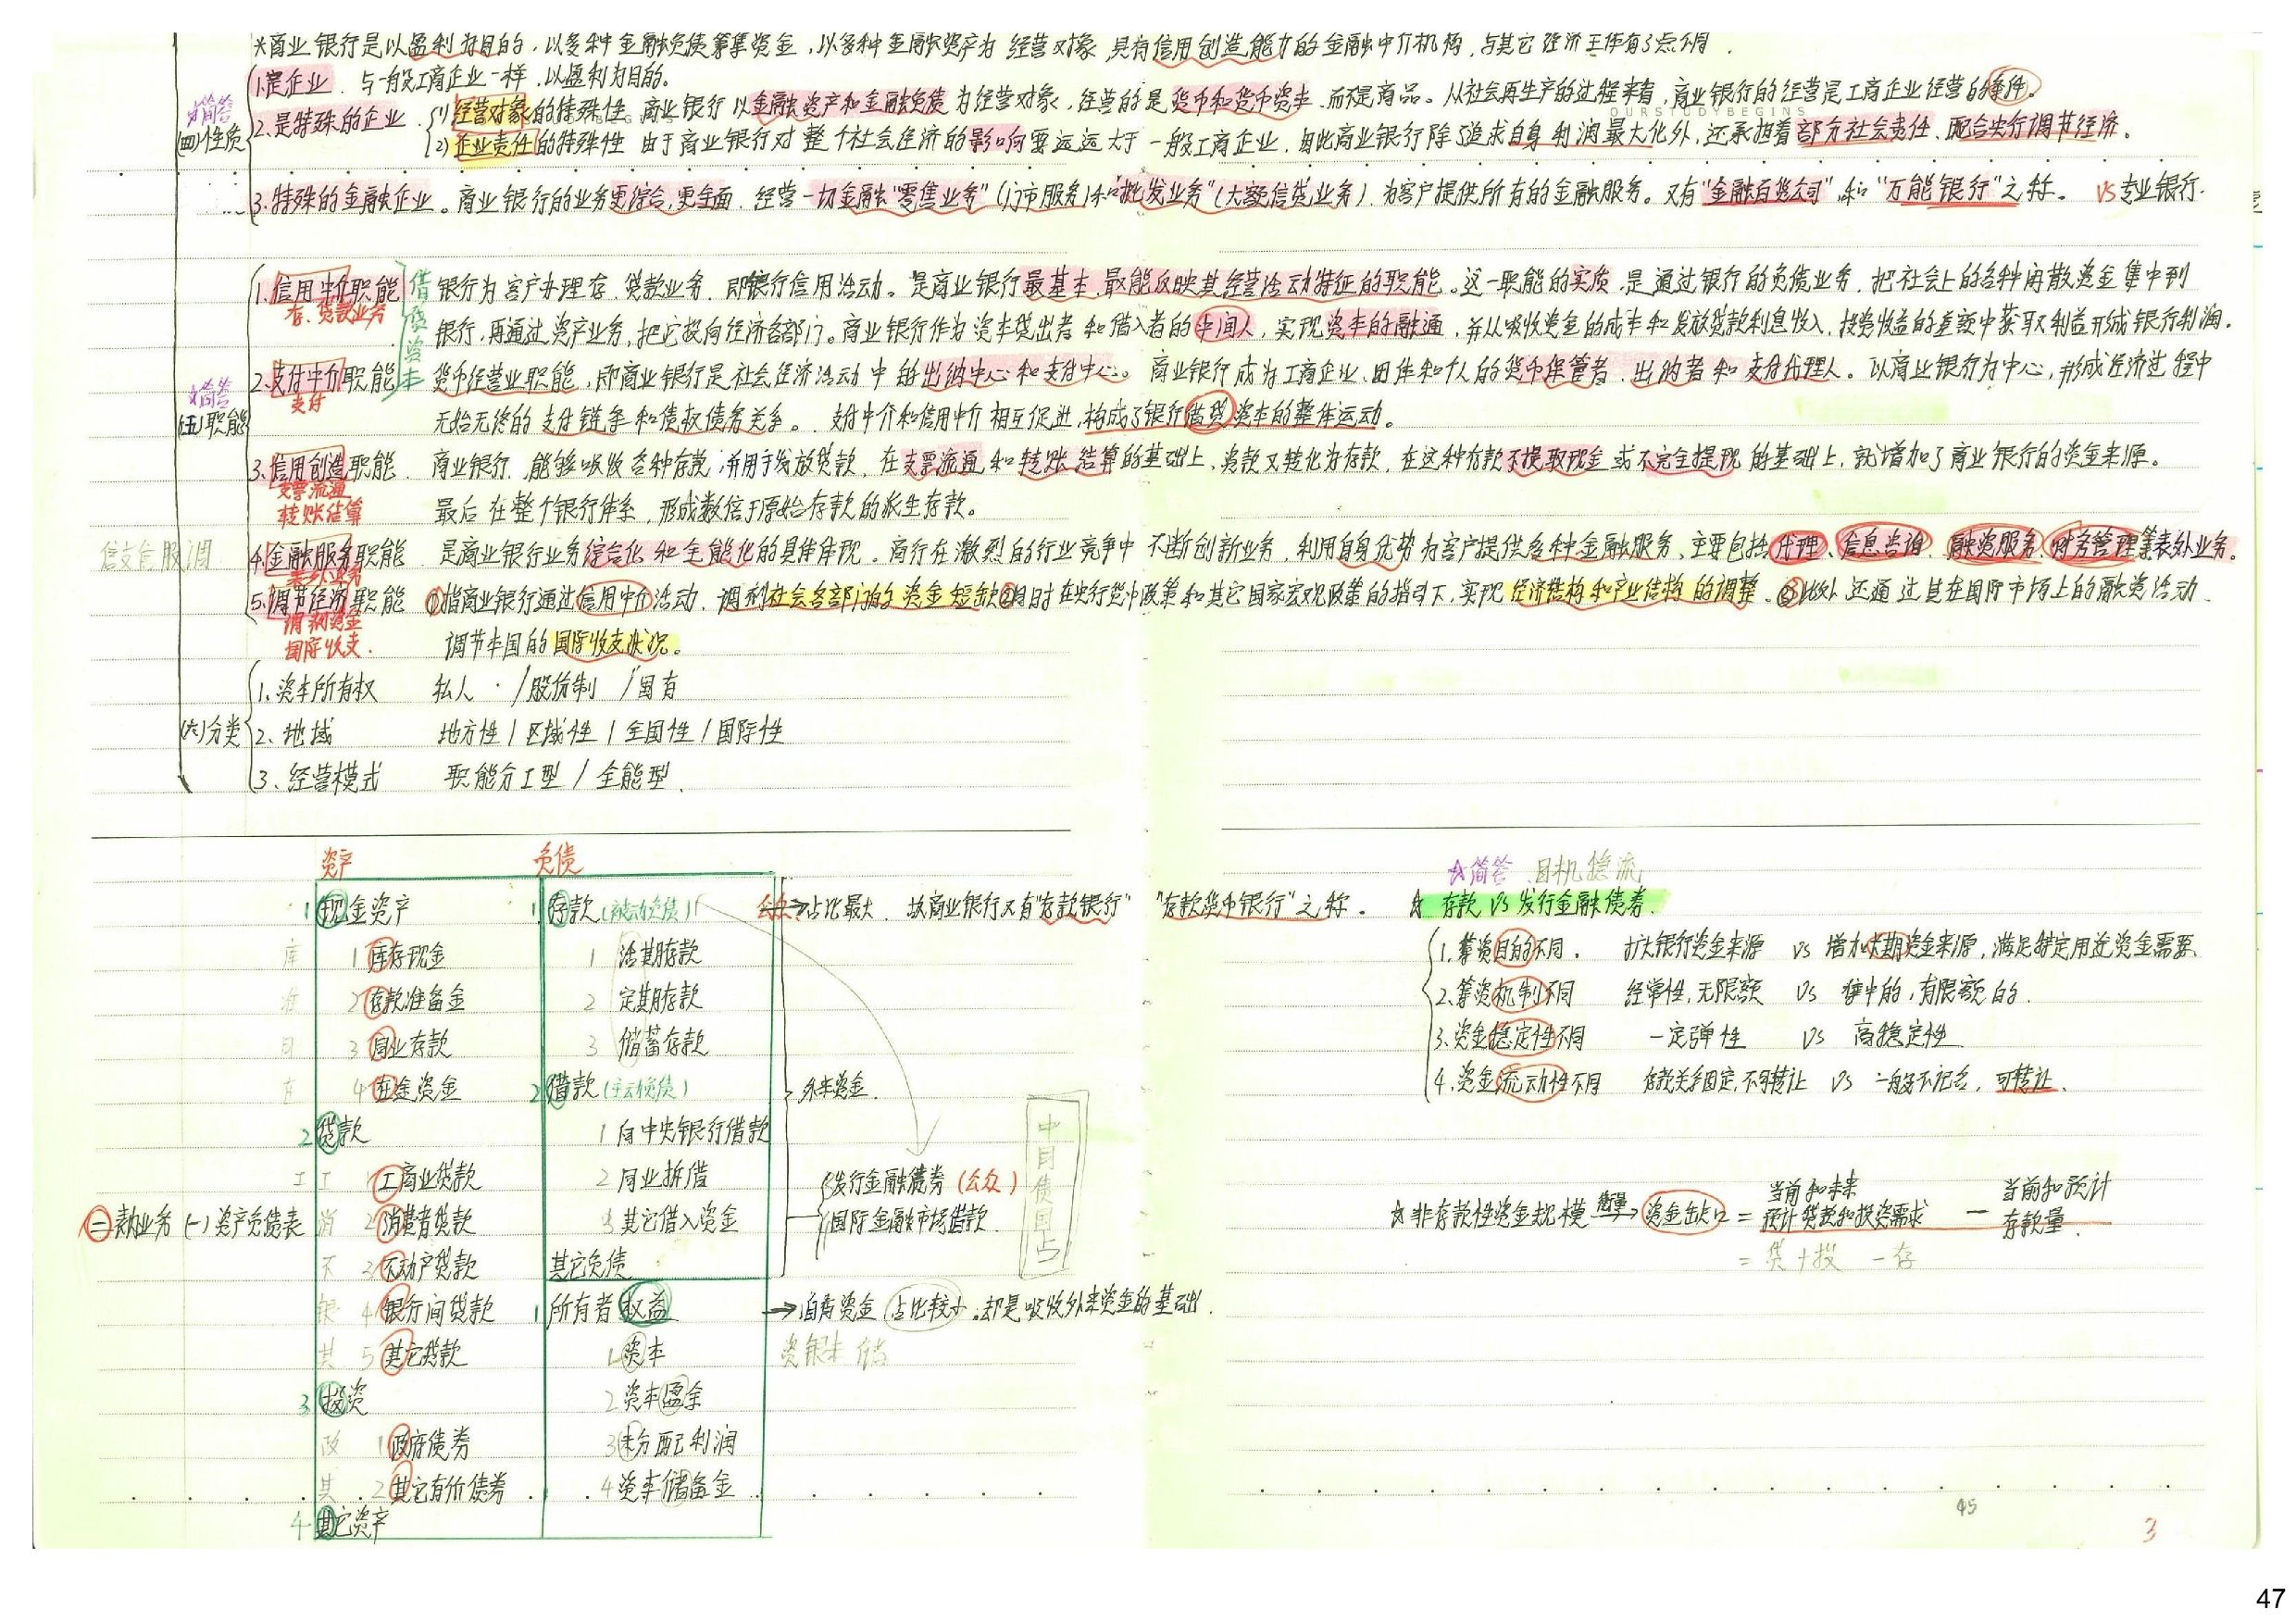 *商业银行是以盈利为目的，以多种金融负债筹集资金，以多种金融资产为经营对象，具有信用创造能力的金融中介机构，与其它经济主体有3点不同．
OURSTUDYBEGINS
☆简答
(四)性质
1.是企业．与一般工商企业一样．以盈利为目的。
2.是特殊的企业．(1)经营对象的特殊性．商业银行以金融资产和金融负债为经营对象，经营的是货币和货币资本．而不是商品。从社会再生产的过程来看，商业银行的经营是工商企业经营的条件。
(2)企业责任的特殊性 由于商业银行对整个社会经济的影响要远远大于一般工商企业．因此商业银行除了追求自身利润最大化外，还承担着部分社会责任、配合央行调节经济。
3.特殊的金融企业。商业银行的业务更综合,更全面．经营一切金融"零售业务"(门市服务)和"批发业务"(大额信贷业务)．为客户提供所有的金融服务。又有"金融百货公司"和"万能银行"之称。 VS专业银行．
☆简答
(五)职能
借贷资本
1.信用中介职能 银行为客户办理存、贷款业务．即银行信用活动。是商业银行最基本、最能反映其经营活动特征的职能。这一职能的实质．是通过银行的负债业务．把社会上的各种闲散资金集中到
存、贷款业务
银行，再通过资产业务，把它投向经济各部门。商业银行作为资本贷出者和借入者的中间人，实现资本的融通，并从吸收资金的成本和发放贷款利息收入、投资收益的差额中获取利益形成银行利润．
2.支付中介职能 货币经营业职能，即商业银行是社会经济活动中的出纳中心和支付中心。商业银行成为工商企业、团体和个人的货币保管者、出纳者和支付代理人。以商业银行为中心，形成经济过程中
支付
无始无终的支付链条和债权债务关系。．支付中介和信用中介相互促进，构成了银行借贷资本的整体运动。
3.信用创造职能．商业银行．能够吸收各种存款，并用于发放贷款．在支票流通和转账结算的基础上、贷款又转化为存款．在这种存款不提取现金或不完全提现的基础上，就增加了商业银行的资金来源。
支票流通
转账结算
最后在整个银行体系，形成数倍于原始存款的派生存款。
信支信服调
4.金融服务职能 是商业银行业务综合化和全能化的具体体现．商行在激烈的行业竞争中不断创新业务．利用自身优势为客户提供各种金融服务、主要包括代理、信息咨询、融资服务、财务管理等表外业务。
表外业务
5.调节经济职能 ①指商业银行通过信用中介活动．调剂社会各部门的资金短缺②同时在央行货币政策和其它国家宏观政策的指引下，实现经济结构和产业结构的调整．③此外还通过其在国际市场上的融资活动．
调剂资金
国际收支．
调节本国的国际收支状况。
(六)分类
1.资本所有权 私人 / 股份制 / 国有
2、地域 地方性 / 区域性 / 全国性 / 国际性
3、经营模式 职能分工型 / 全能型．
资产 负债
1 现金资产 1 存款(被动负债) 公众→占比最大．故商业银行又有"存款银行" "存款货币银行"之称．
库 1 库存现金 1 活期存款
准 2 存款准备金 2 定期存款
同 3 同业存款 3 储蓄存款
在 4 在途资金 2 借款(主动负债) 外来资金．
2 贷款 1 向中央银行借款
工 1 工商业贷款 2 同业拆借 发行金融债券(公众)
二 表内业务 (一)资产负债表 消 2 消费者贷款 3 其它借入资金 国际金融市场借款．
中同债国占
不 3 不动产贷款 其它负债
银 4 银行间贷款 1 所有者权益 →自有资金 占比较少．却是吸收外来资金的基础．
其 5 其它贷款 1 资本
3 投资 2 资本盈余
政 1 政府债券 3 未分配利润
其 2 其它有价债券 4 资本储备金
4 其它资产
☆简答 目机稳流
☆ 存款 VS 发行金融债券．
1.筹资目的不同． 扩大银行资金来源 VS 增加长期资金来源，满足特定用途资金需要．
2.筹资机制不同 经常性，无限额 VS 集中的，有限额的．
3.资金稳定性不同 一定弹性 VS 高稳定性
4.资金流动性不同 存款关系固定，不可转让 VS 一般不记名，可转让．
☆非存款性资金规模 衡量→ 资金缺口 = 当前和未来预计贷款和投资需求 - 当前和预计存款量．
= 贷 + 投 - 存
45
3
47